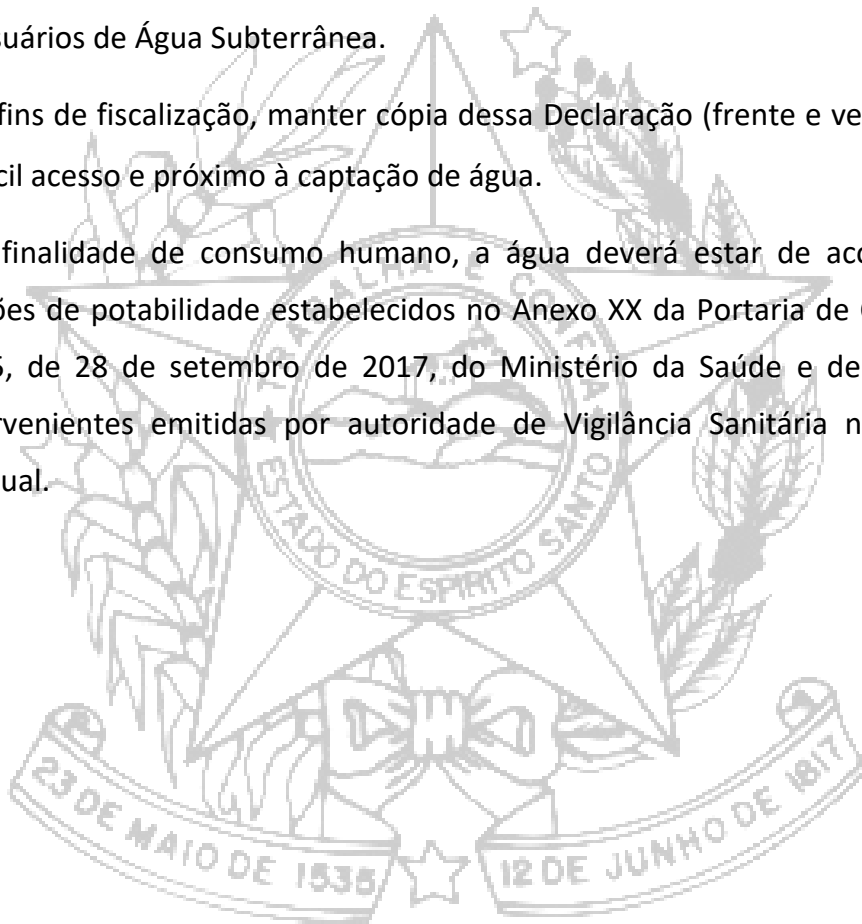 suários de Água Subterrânea.
fins de fiscalização, manter cópia dessa Declaração (frente e ve
cil acesso e próximo à captação de água.
finalidade de consumo humano, a água deverá estar de aco
ões de potabilidade estabelecidos no Anexo XX da Portaria de
, de 28 de setembro de 2017, do Ministério da Saúde e de
rvenientes emitidas por autoridade de Vigilância Sanitária n
ual.
TRABALHA E CONFIA
ESTADO DO ESPIRITO SANTO
23 DE MAIO DE 1535
12 DE JUNHO DE 1817